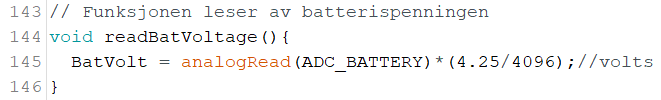 143 // Funksjonen leser av batterispenningen
144 void readBatVoltage(){
145 BatVolt = analogRead(ADC_BATTERY)*(4.25/4096);//volts
146 }